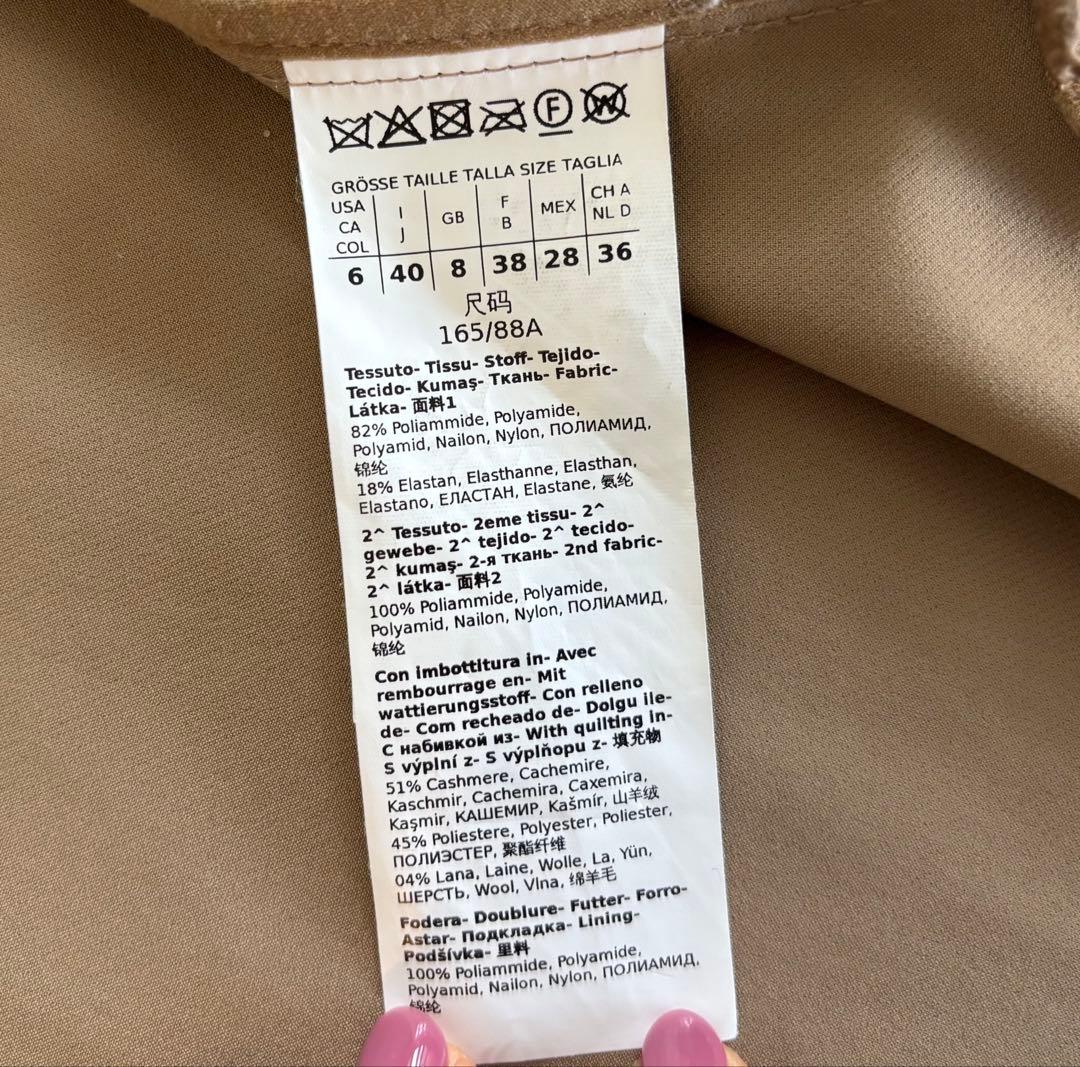 F W
GRÖSSE TAILLE TALLA SIZE TAGLIA
USA CA COL | I J | GB | F B | MEX | CH A NL D
6 | 40 | 8 | 38 | 28 | 36
尺码
165/88A
Tessuto- Tissu- Stoff- Tejido-
Tecido- Kumaş- Ткань- Fabric-
Látka- 面料1
82% Poliammide, Polyamide,
Polyamid, Nailon, Nylon, ПОЛИАМИД,
锦纶
18% Elastan, Elasthanne, Elasthan,
Elastano, ЕЛАСТАН, Elastane, 氨纶
2^ Tessuto- 2eme tissu- 2^
gewebe- 2^ tejido- 2^ tecido-
2^ kumaş- 2-я ткань- 2nd fabric-
2^ látka- 面料2
100% Poliammide, Polyamide,
Polyamid, Nailon, Nylon, ПОЛИАМИД,
锦纶
Con imbottitura in- Avec
rembourrage en- Mit
wattierungsstoff- Con relleno
de- Com recheado de- Dolgu ile-
С набивкой из- With quilting in-
S výplní z- S výplňopu z- 填充物
51% Cashmere, Cachemire,
Kaschmir, Cachemira, Caxemira,
Kaşmir, КАШЕМИР, Kašmír, 山羊绒
45% Poliestere, Polyester, Poliester,
ПОЛИЭСТЕР, 聚酯纤维
04% Lana, Laine, Wolle, La, Yün,
ШЕРСТЬ, Wool, Vlna, 绵羊毛
Fodera- Doublure- Futter- Forro-
Astar- Подкладка- Lining-
Podšívka- 里料
100% Poliammide, Polyamide,
Polyamid, Nailon, Nylon, ПОЛИАМИД,
锦纶